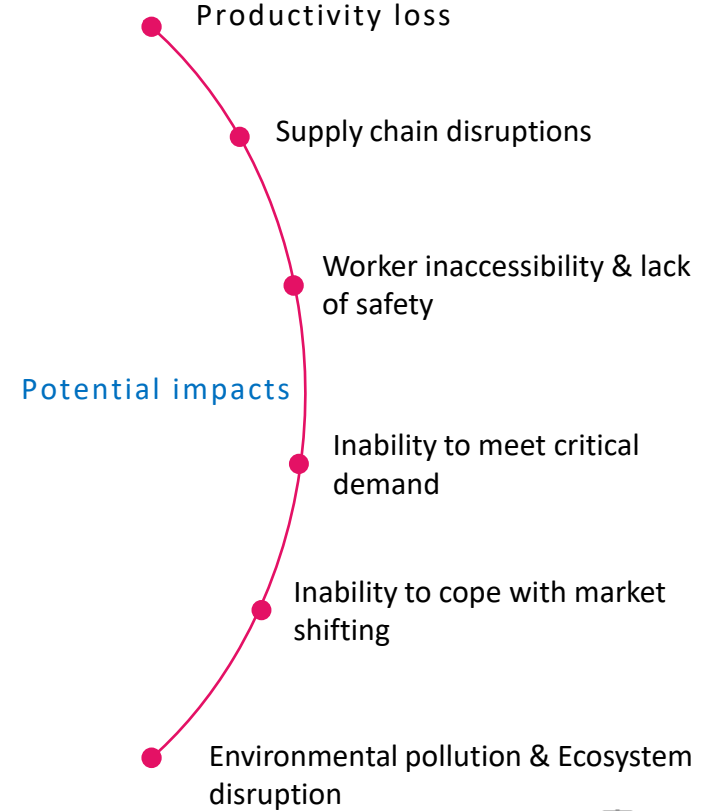 Productivity loss
Supply chain disruptions
Worker inaccessibility & lack
of safety
Potential impacts
Inability to meet critical
demand
Inability to cope with market
shifting
Environmental pollution & Ecosystem
disruption